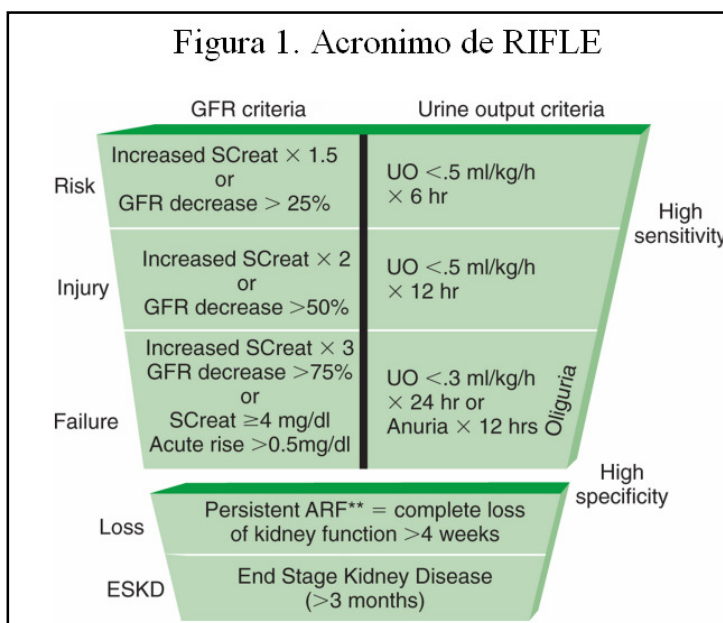 Figura 1. Acronimo de RIFLE
GFR criteria
Urine output criteria
Risk
Increased SCreat × 1.5
or
GFR decrease > 25%
UO <.5 ml/kg/h
× 6 hr
High
sensitivity
Injury
Increased SCreat × 2
or
GFR decrease >50%
UO <.5 ml/kg/h
× 12 hr
Failure
Increased SCreat × 3
GFR decrease >75%
or
SCreat ≥4 mg/dl
Acute rise >0.5mg/dl
UO <.3 ml/kg/h
× 24 hr or
Anuria × 12 hrs
Oliguria
High
specificity
Loss
Persistent ARF** = complete loss
of kidney function >4 weeks
ESKD
End Stage Kidney Disease
(>3 months)